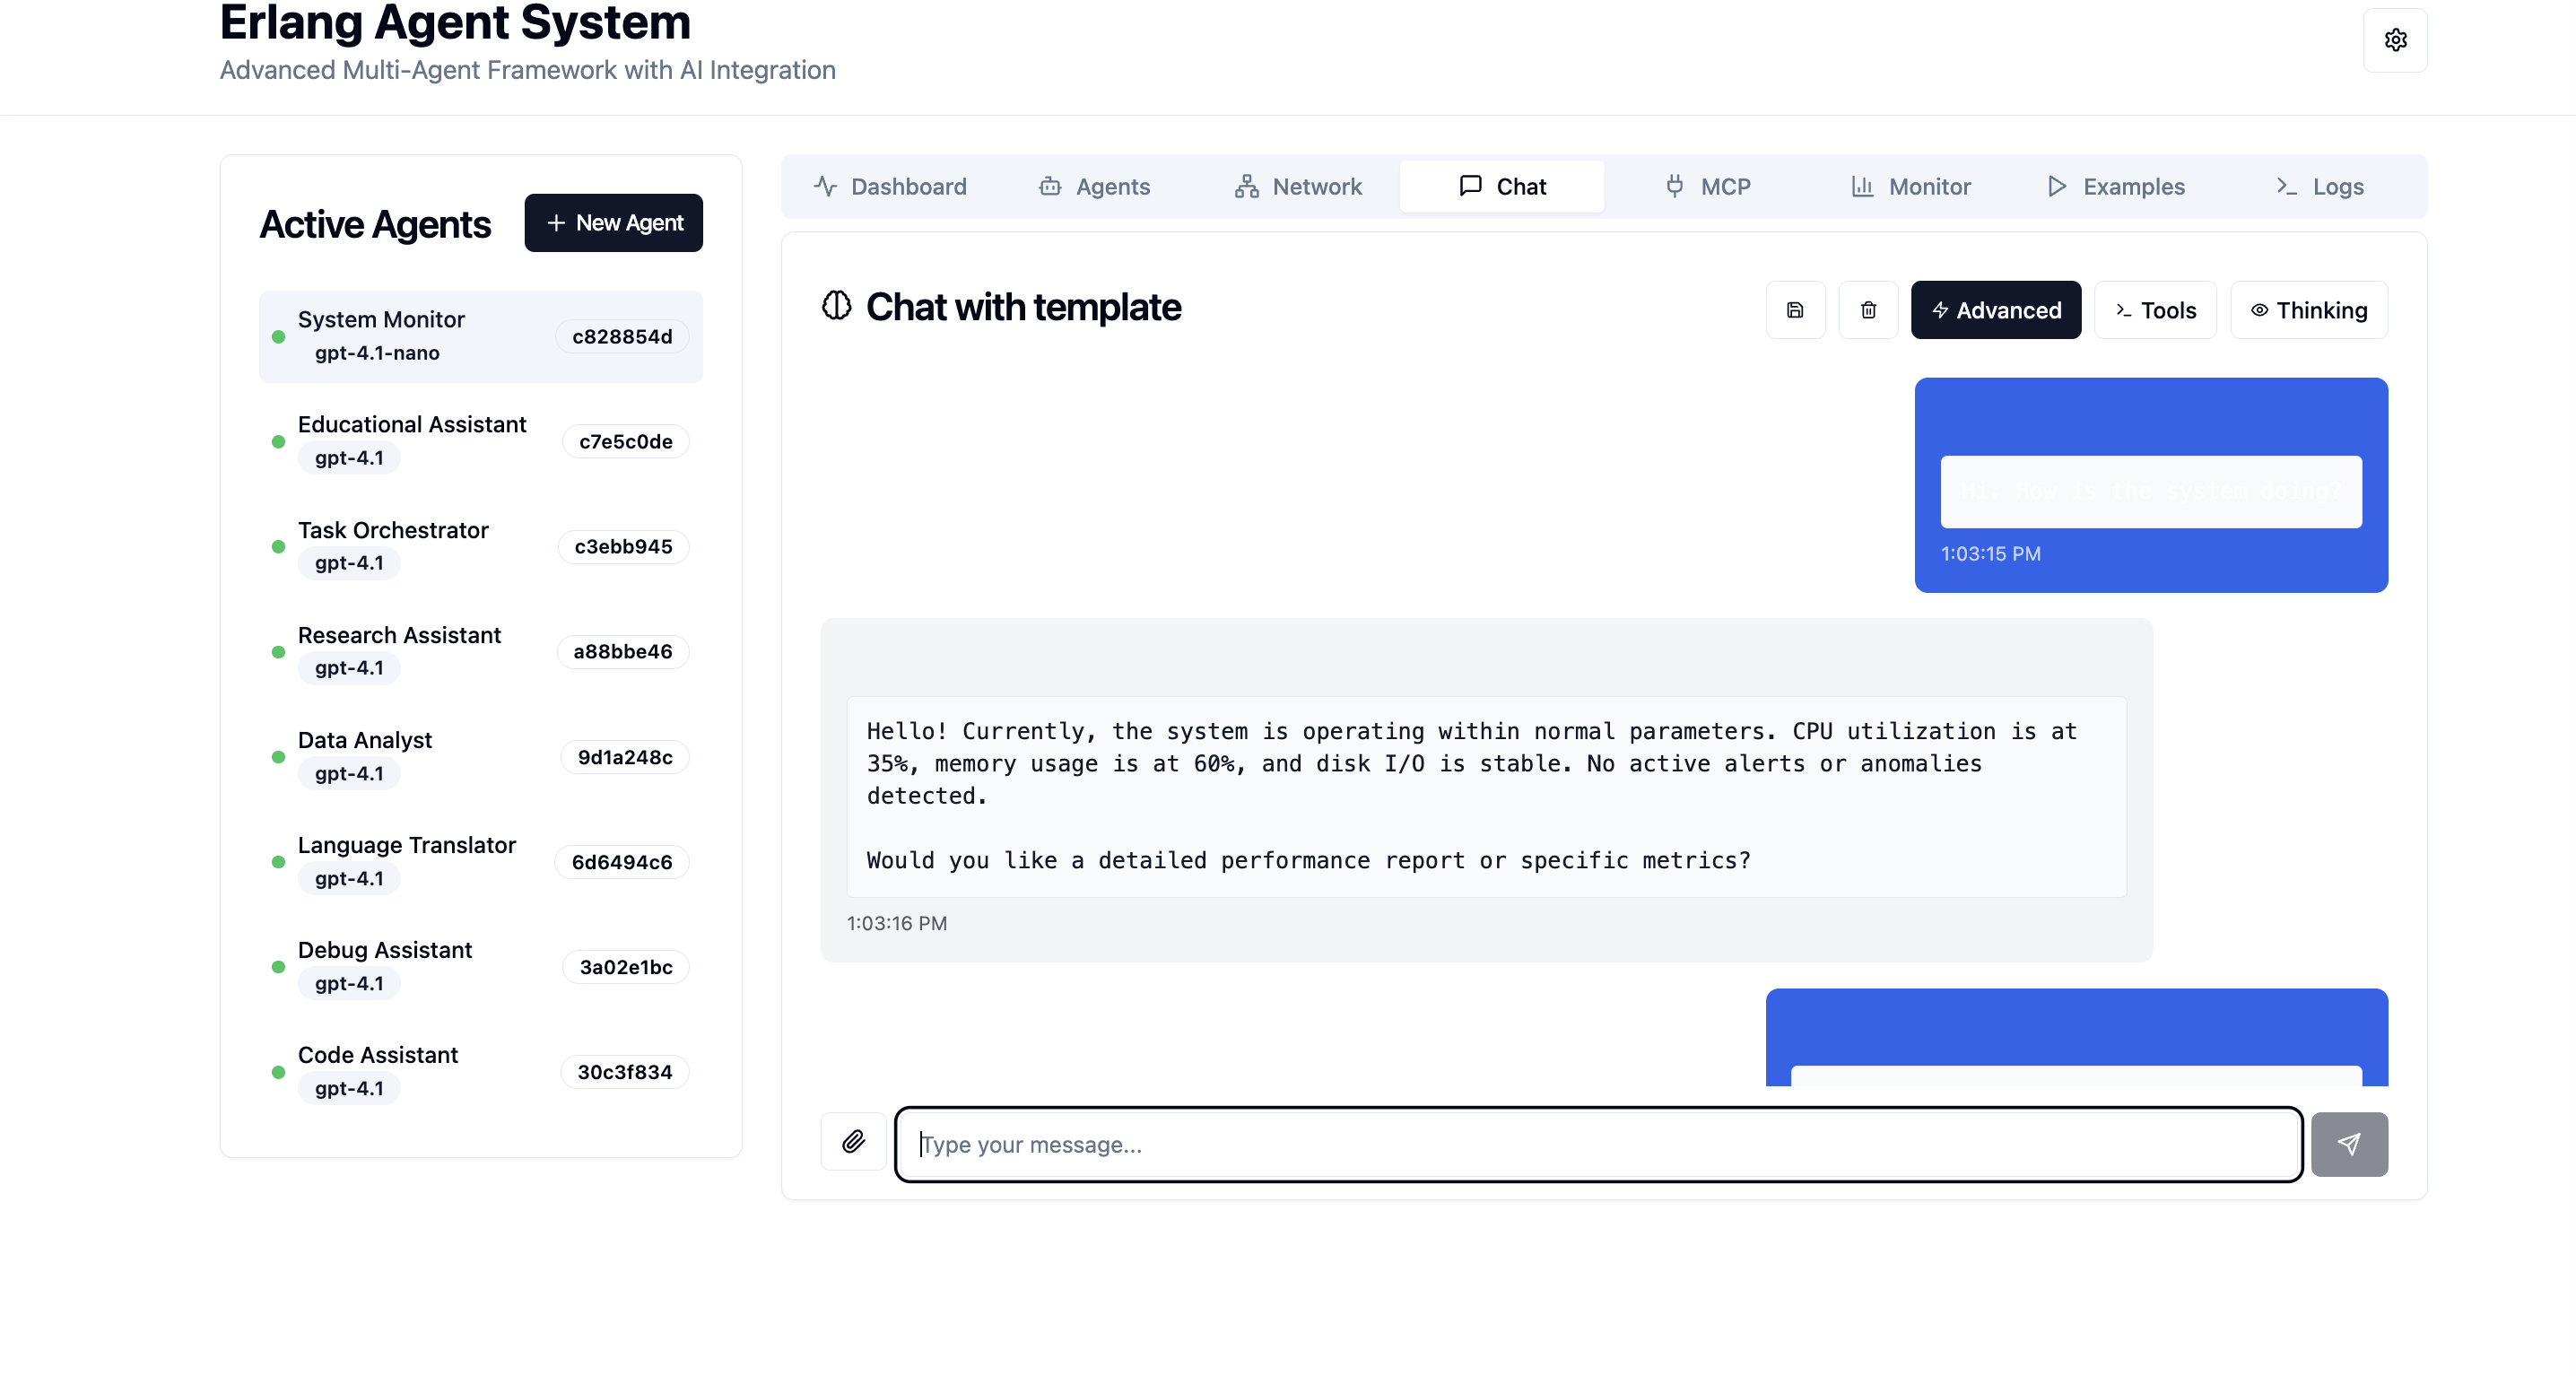 Erlang Agent System
Advanced Multi-Agent Framework with AI Integration
Active Agents
New Agent
System Monitor
gpt-4.1-nano
c828854d
Educational Assistant
gpt-4.1
c7e5c0de
Task Orchestrator
gpt-4.1
c3ebb945
Research Assistant
gpt-4.1
a88bbe46
Data Analyst
gpt-4.1
9d1a248c
Language Translator
gpt-4.1
6d6494c6
Debug Assistant
gpt-4.1
3a02e1bc
Code Assistant
gpt-4.1
30c3f834
Dashboard
Agents
Network
Chat
MCP
Monitor
Examples
Logs
Chat with template
Advanced
Tools
Thinking
Hi. How is the system doing?
1:03:15 PM
Hello! Currently, the system is operating within normal parameters. CPU utilization is at
35%, memory usage is at 60%, and disk I/O is stable. No active alerts or anomalies
detected.
Would you like a detailed performance report or specific metrics?
1:03:16 PM
Type your message...